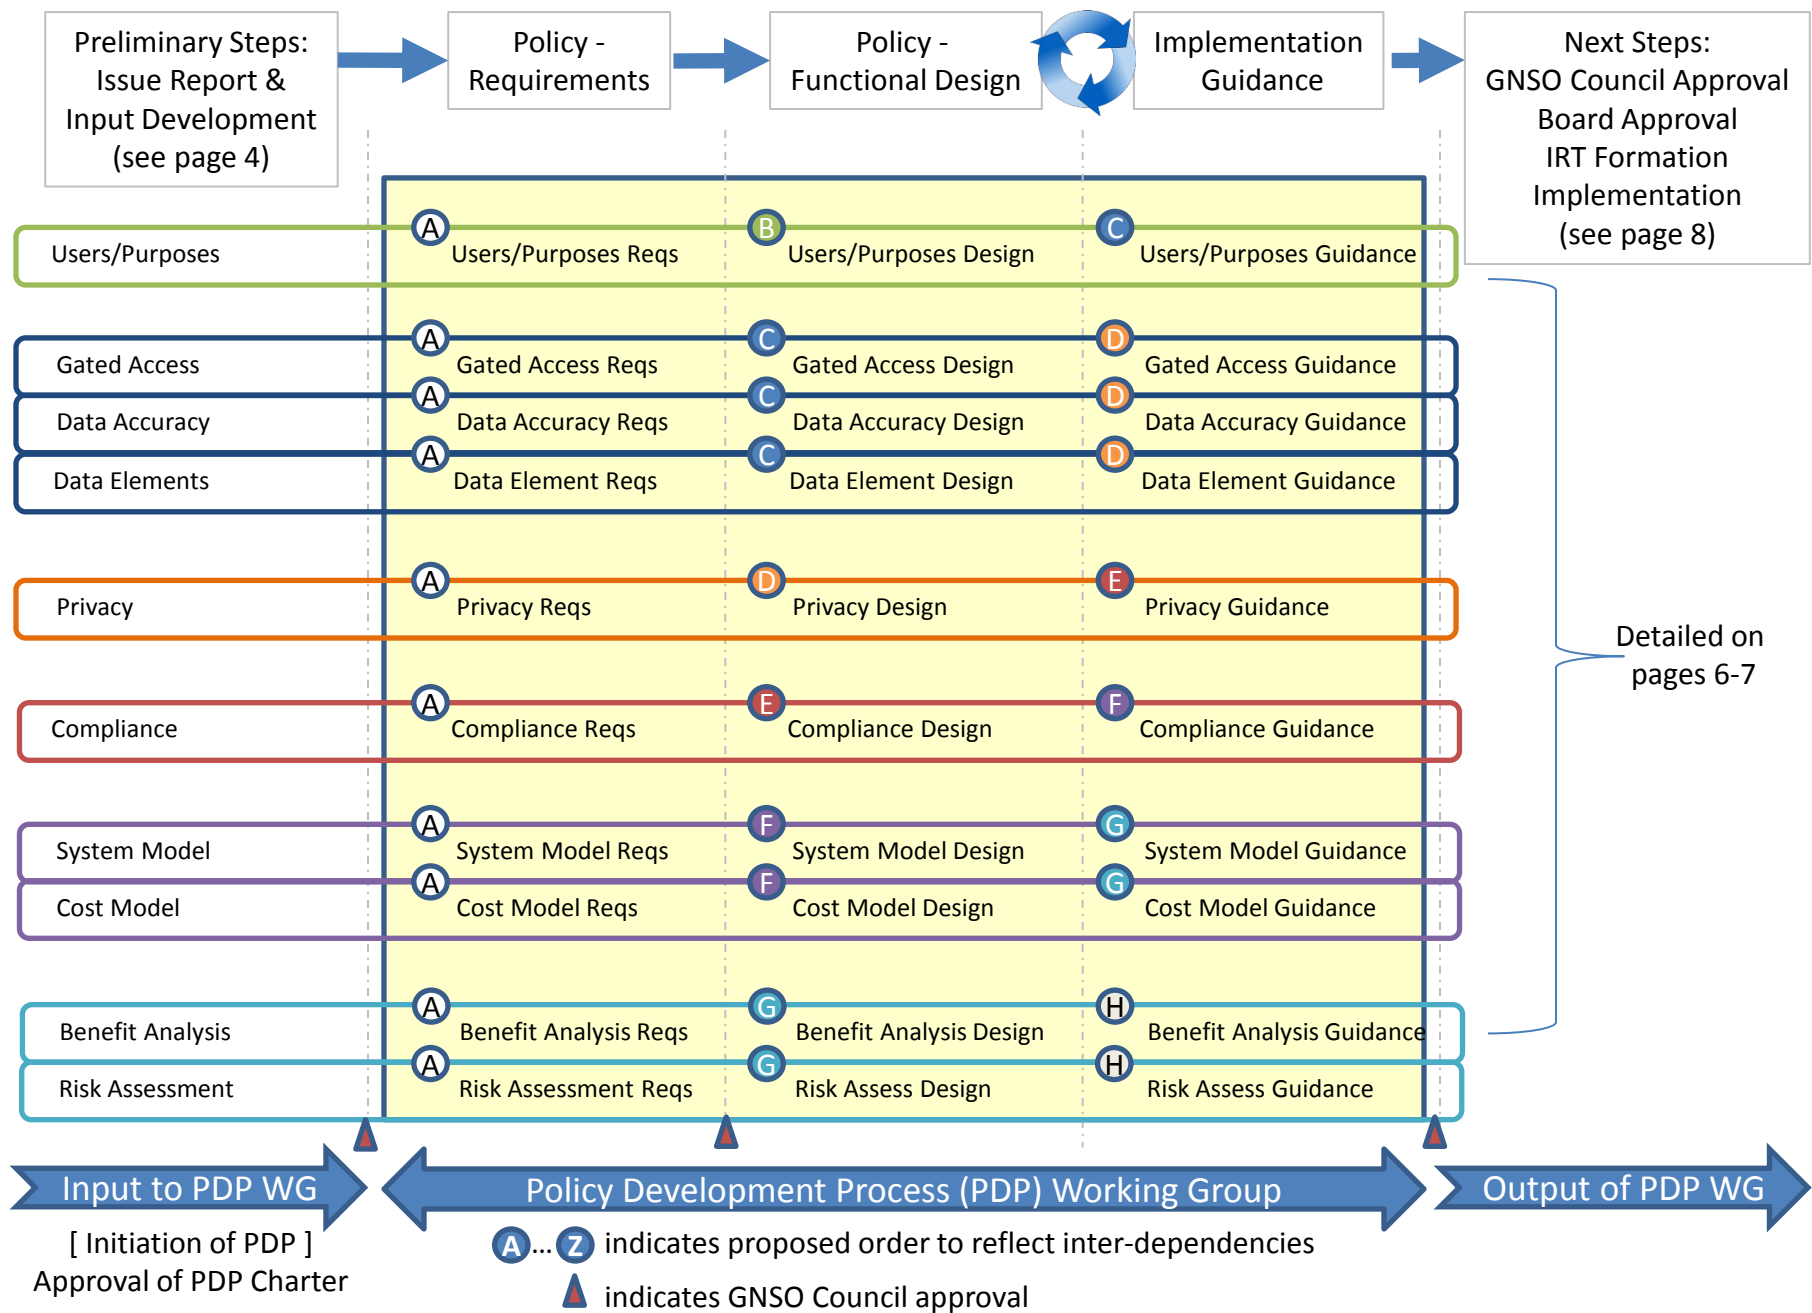 Preliminary Steps:
Issue Report &
Input Development
(see page 4)
Policy -
Requirements
Policy -
Functional Design
Implementation
Guidance
Next Steps:
GNSO Council Approval
Board Approval
IRT Formation
Implementation
(see page 8)
A B C
Users/Purposes Users/Purposes Reqs Users/Purposes Design Users/Purposes Guidance
A C D
Gated Access Gated Access Reqs Gated Access Design Gated Access Guidance
A C D
Data Accuracy Data Accuracy Reqs Data Accuracy Design Data Accuracy Guidance
A C D
Data Elements Data Element Reqs Data Element Design Data Element Guidance
A D E
Privacy Privacy Reqs Privacy Design Privacy Guidance
Detailed on
pages 6-7
A E F
Compliance Compliance Reqs Compliance Design Compliance Guidance
A F G
System Model System Model Reqs System Model Design System Model Guidance
A F G
Cost Model Cost Model Reqs Cost Model Design Cost Model Guidance
A G H
Benefit Analysis Benefit Analysis Reqs Benefit Analysis Design Benefit Analysis Guidance
A G H
Risk Assessment Risk Assessment Reqs Risk Assess Design Risk Assess Guidance
Input to PDP WG
Policy Development Process (PDP) Working Group
Output of PDP WG
[ Initiation of PDP ]
Approval of PDP Charter
A ... Z indicates proposed order to reflect inter-dependencies
indicates GNSO Council approval